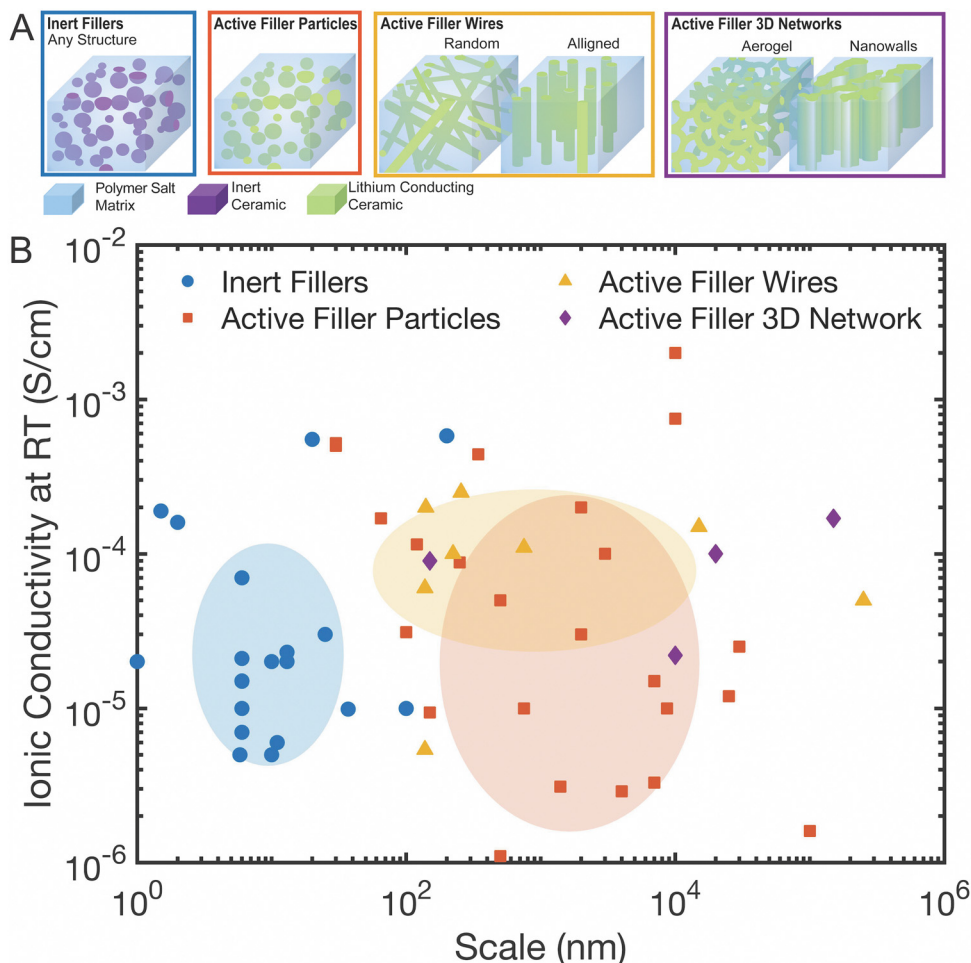 A
Inert Fillers
Any Structure
Active Filler Particles
Active Filler Wires
Random
Alligned
Active Filler 3D Networks
Aerogel
Nanowalls
Polymer Salt
Matrix
Inert
Ceramic
Lithium Conducting
Ceramic
B
Ionic Conductivity at RT (S/cm)
10⁻²
10⁻³
10⁻⁴
10⁻⁵
10⁻⁶
Inert Fillers
Active Filler Particles
Active Filler Wires
Active Filler 3D Network
10⁰
10²
10⁴
10⁶
Scale (nm)